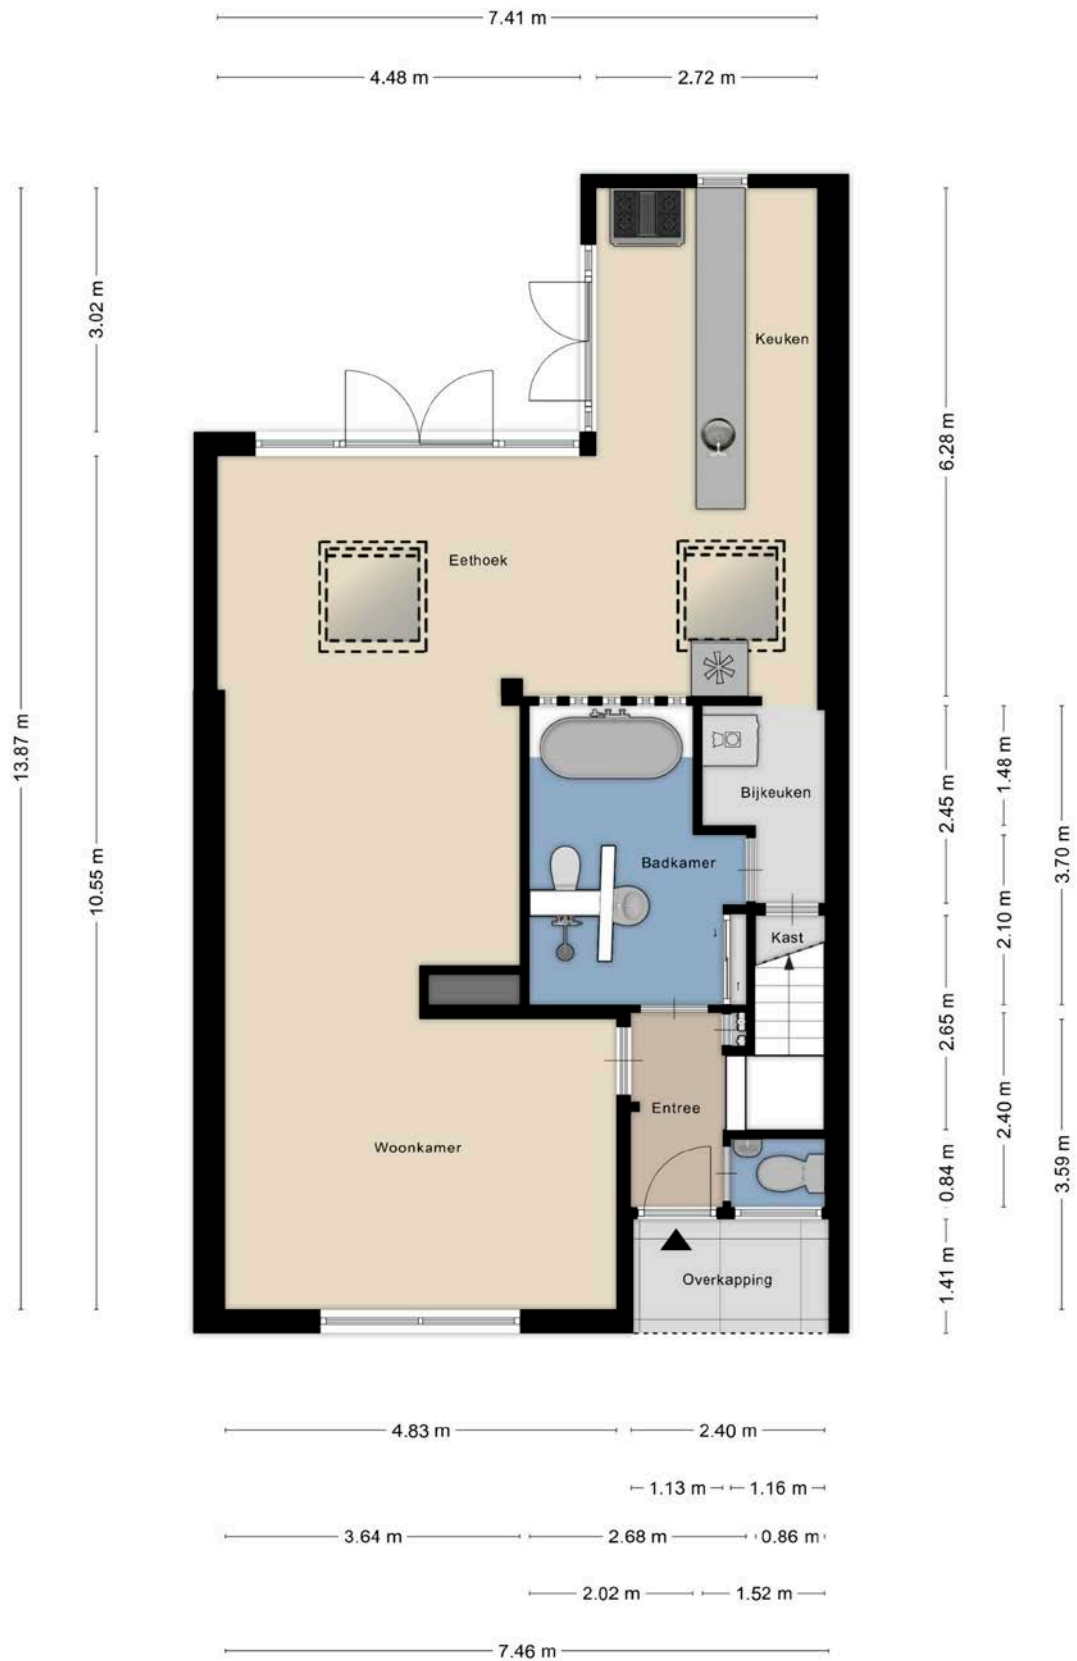 7.41 m
4.48 m
2.72 m
3.02 m
13.87 m
10.55 m
Keuken
Eethoek
Bijkeuken
Badkamer
Kast
Entree
Woonkamer
Overkapping
6.28 m
2.45 m
1.48 m
3.70 m
2.10 m
2.65 m
2.40 m
0.84 m
3.59 m
1.41 m
4.83 m
2.40 m
1.13 m
1.16 m
3.64 m
2.68 m
0.86 m
2.02 m
1.52 m
7.46 m